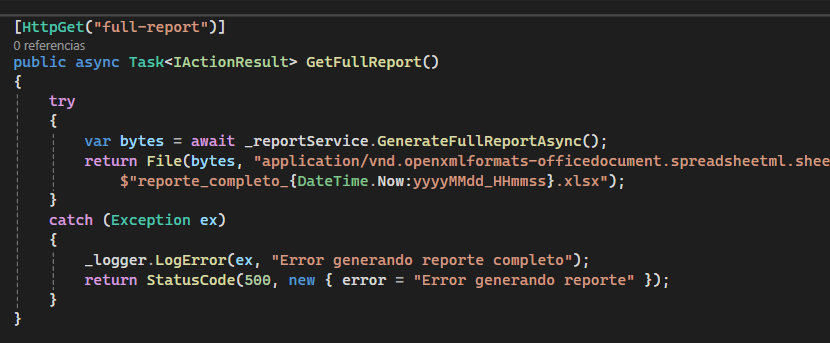 [HttpGet("full-report")]
0 referencias
public async Task<IActionResult> GetFullReport()
{
try
{
var bytes = await _reportService.GenerateFullReportAsync();
return File(bytes, "application/vnd.openxmlformats-officedocument.spreadsheetml.shee
$"reporte_completo_{DateTime.Now:yyyyMMdd_HHmmss}.xlsx");
}
catch (Exception ex)
{
_logger.LogError(ex, "Error generando reporte completo");
return StatusCode(500, new { error = "Error generando reporte" });
}
}